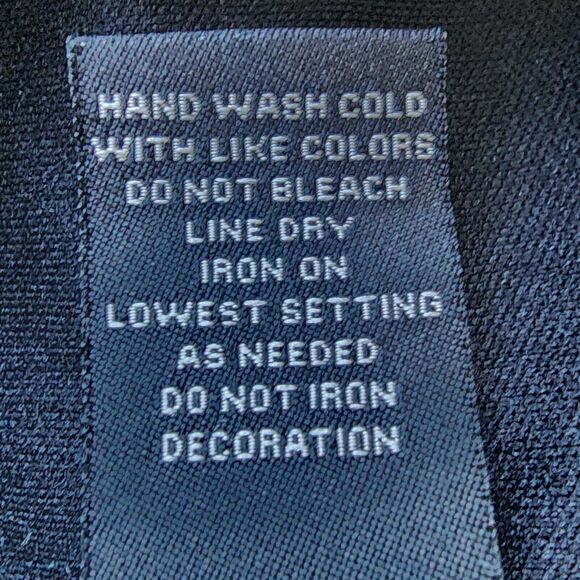 HAND WASH COLD
WITH LIKE COLORS
DO NOT BLEACH
LINE DRY
IRON ON
LOWEST SETTING
AS NEEDED
DO NOT IRON
DECORATION